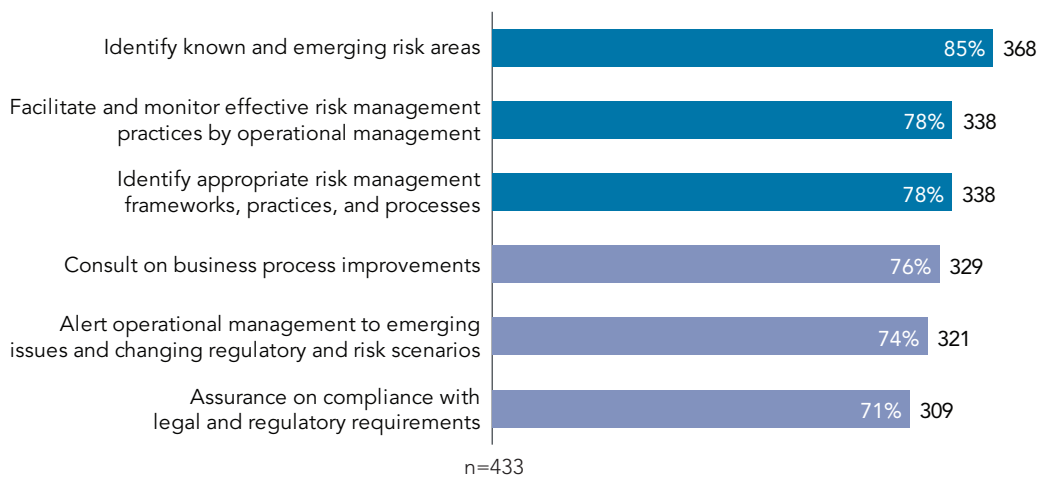 Identify known and emerging risk areas
85% 368
Facilitate and monitor effective risk management
practices by operational management
78% 338
Identify appropriate risk management
frameworks, practices, and processes
78% 338
Consult on business process improvements
76% 329
Alert operational management to emerging
issues and changing regulatory and risk scenarios
74% 321
Assurance on compliance with
legal and regulatory requirements
71% 309
n=433